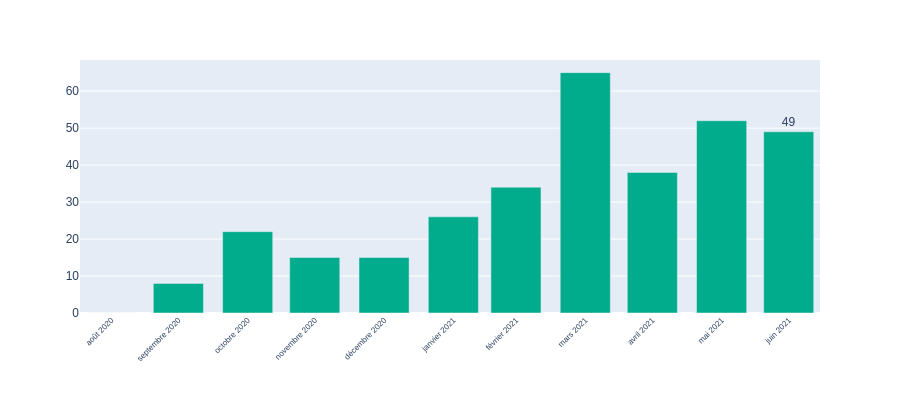 60
50
40
30
20
10
0
49
août 2020
septembre 2020
octobre 2020
novembre 2020
décembre 2020
janvier 2021
février 2021
mars 2021
avril 2021
mai 2021
juin 2021